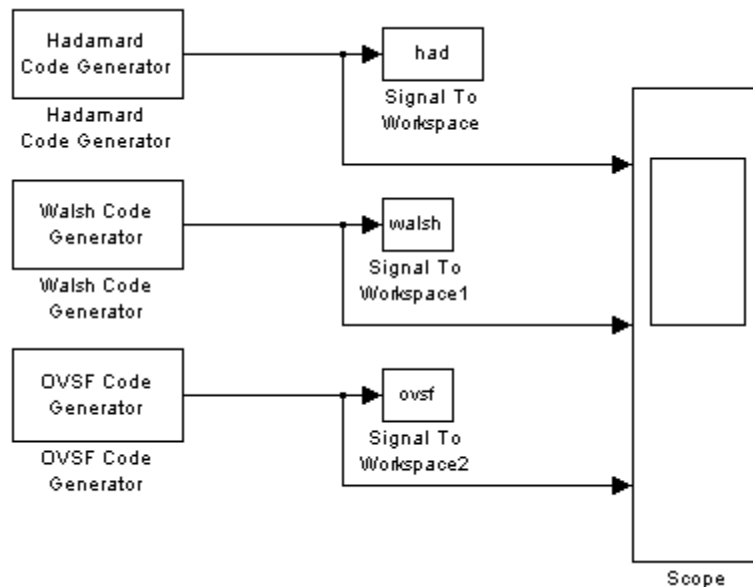 Hadamard
Code Generator
Hadamard
Code Generator
had
Signal To
Workspace
Walsh Code
Generator
Walsh Code
Generator
walsh
Signal To
Workspace1
OVSF Code
Generator
OVSF Code
Generator
ovsf
Signal To
Workspace2
Scope